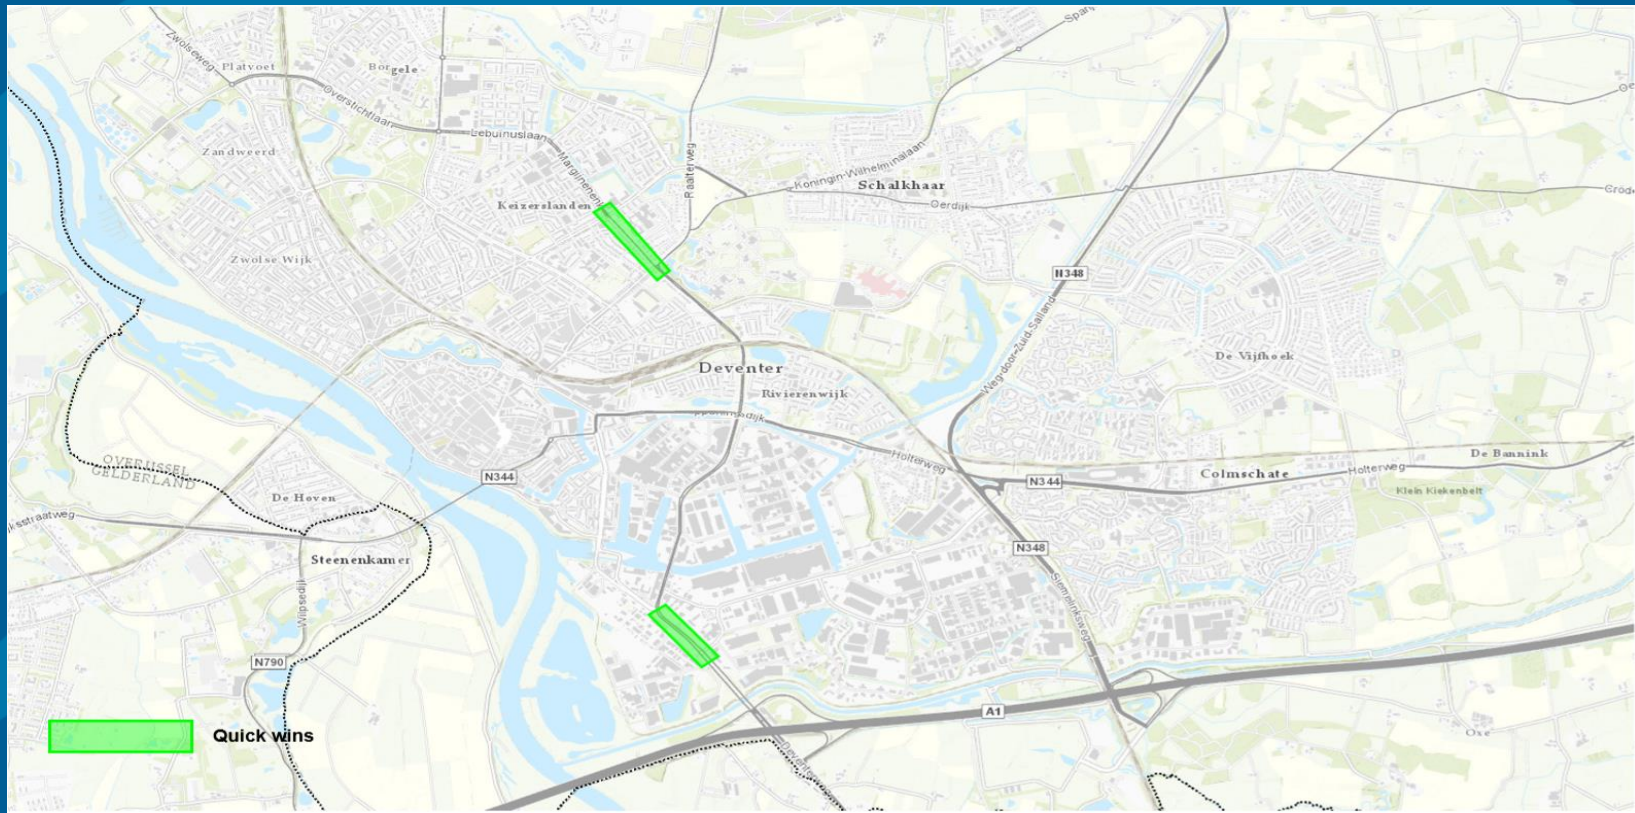 Zwolseweg
Platvoet
Borgele
Overstichtlaan
Lebuinuslaan
Zandweerd
Raalterweg
Koningin-Wilhelminalaan
Schalkhaar
Oerdijk
Keizerslanden
Zwolse Wijk
N348
Weg-door-Zuid-Salland
De Vijfhoek
Deventer
Rivierenwijk
Holterweg
De Bannink
OVERIJSSEL
GELDERLAND
N344
N344
Colmschate
Holterweg
Klein Kiekenbelt
De Hoven
Steenenkamer
N348
Siemelinksweg
Wilpsedijk
N790
A1
Oxe
Quick wins